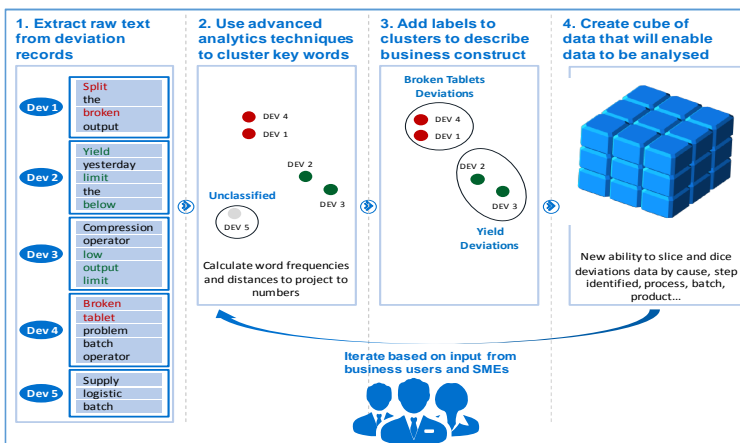 1. Extract raw text
from deviation
records
Dev 1
Split
the
broken
output
Dev 2
Yield
yesterday
limit
the
below
Dev 3
Compression
operator
low
output
limit
Dev 4
Broken
tablet
problem
batch
operator
Dev 5
Supply
logistic
batch
2. Use advanced
analytics techniques
to cluster key words
DEV 4
DEV 1
DEV 2
DEV 3
Unclassified
DEV 5
Calculate word frequencies
and distances to project to
numbers
3. Add labels to
clusters to describe
business construct
Broken Tablets
Deviations
DEV 4
DEV 1
DEV 2
DEV 3
Yield
Deviations
4. Create cube of
data that will enable
data to be analysed
New ability to slice and dice
deviations data by cause, step
identified, process, batch,
product...
Iterate based on input from
business users and SMEs